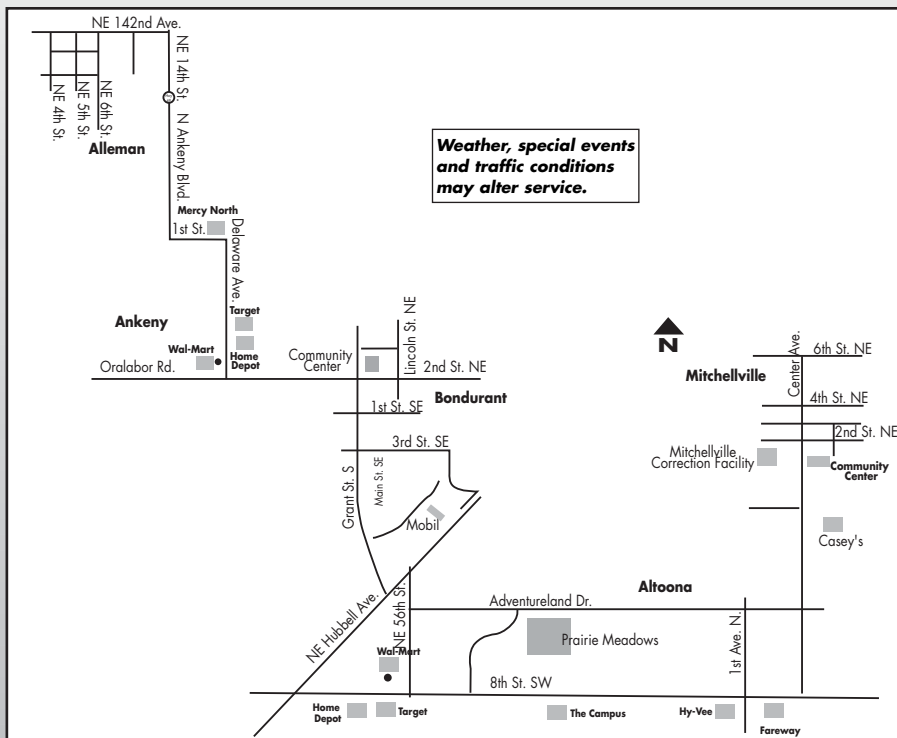 NE 142nd Ave.
NE 14th St.
N Ankeny Blvd.
NE 4th St.
NE 5th St.
NE 6th St.
Alleman
Weather, special events
and traffic conditions
may alter service.
Mercy North
1st St.
Delaware Ave.
Target
Ankeny
Wal-Mart
Home
Depot
Oralabor Rd.
Community
Center
Lincoln St. NE
2nd St. NE
Bondurant
1st St. SE
3rd St. SE
Main St. SE
Grant St. S
Mobil
N
Mitchellville
Center Ave.
6th St. NE
4th St. NE
2nd St. NE
Mitchellville
Correction Facility
Community
Center
Casey's
Altoona
Adventureland Dr.
NE Hubbell Ave.
NE 56th St.
Wal-Mart
Prairie Meadows
1st Ave. N.
8th St. SW
Home
Depot
Target
The Campus
Hy-Vee
Fareway